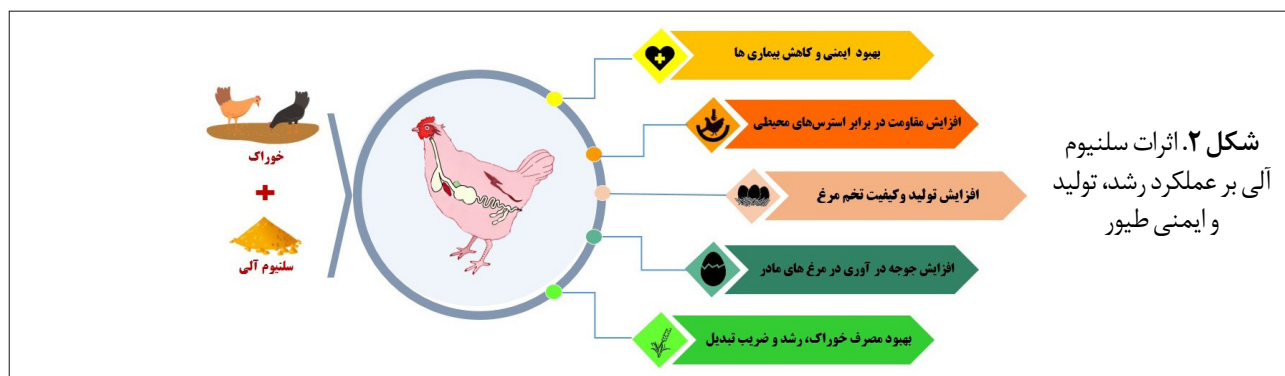 بهبود ایمنی و کاهش بیماری ها
افزایش مقاومت در برابر استرس‌های محیطی
افزایش تولید وکیفیت تخم مرغ
افزایش جوجه در آوری در مرغ های مادر
بهبود مصرف خوراک، رشد و ضریب تبدیل
خوراک
+
سلنیوم آلی
شکل ۲. اثرات سلنیوم
آلی بر عملکرد رشد، تولید
و ایمنی طیور